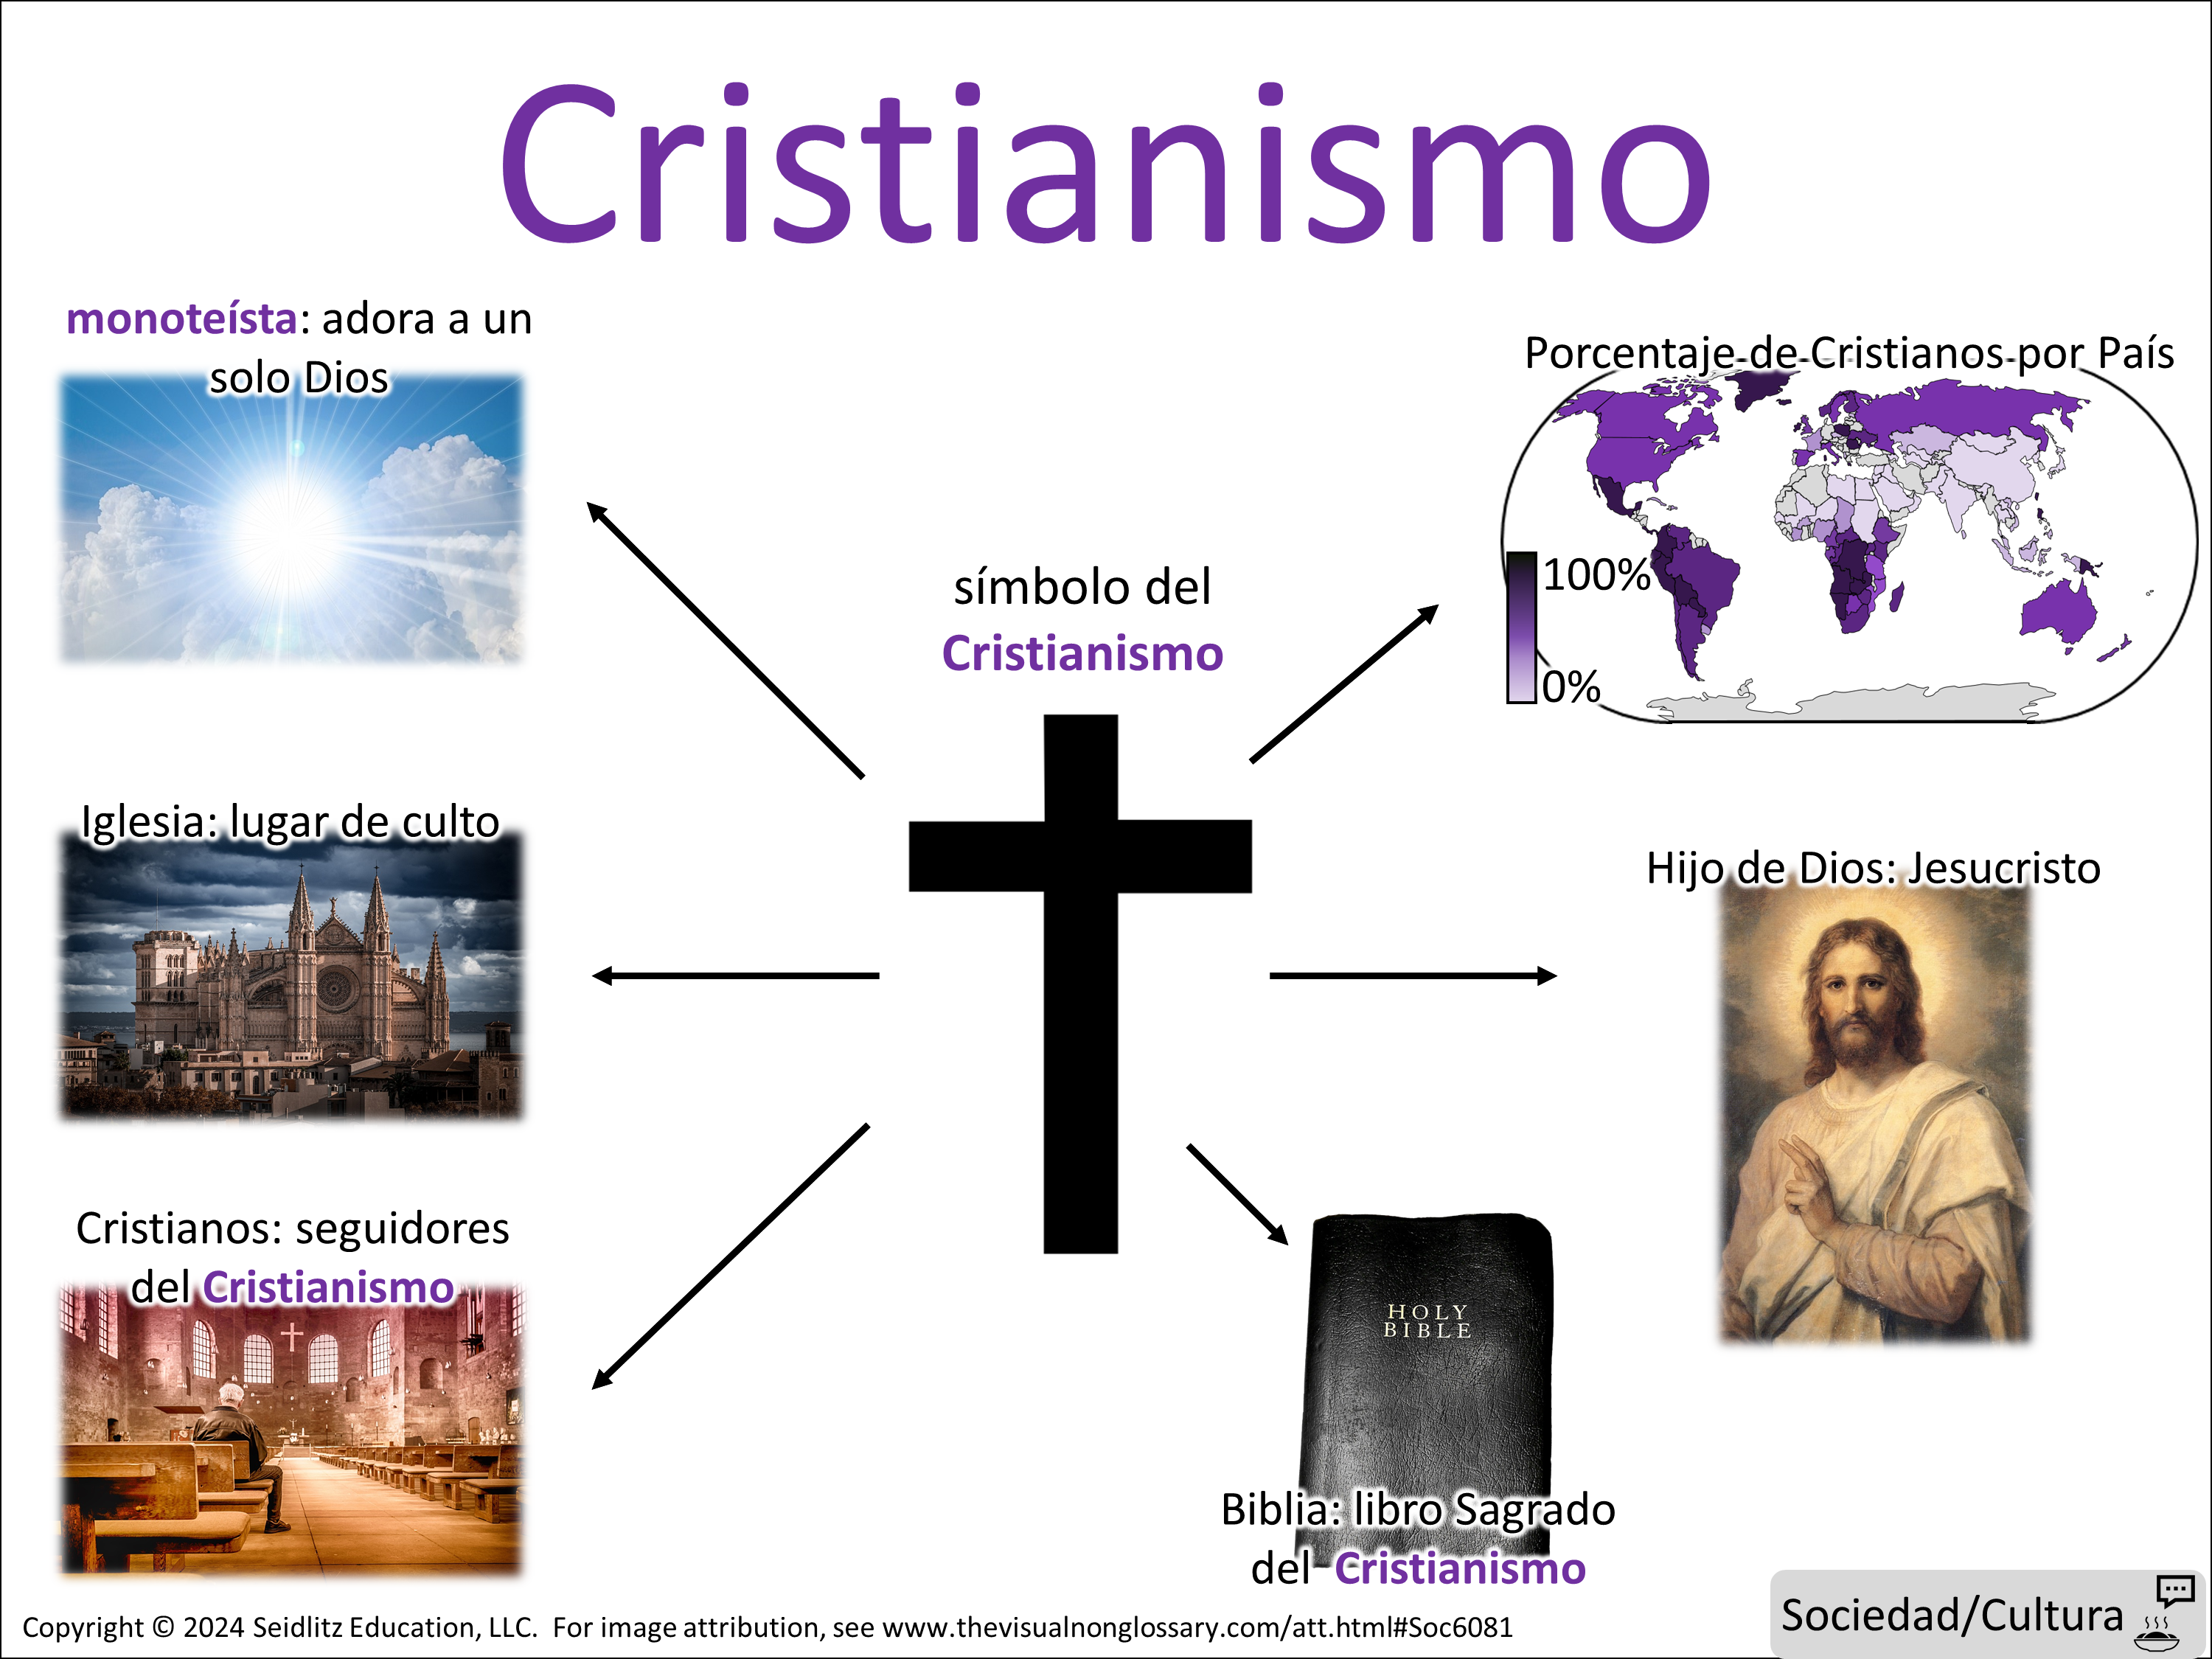 Cristianismo
monoteísta: adora a un
solo Dios
Porcentaje de Cristianos por País
100%
0%
símbolo del
Cristianismo
Iglesia: lugar de culto
Hijo de Dios: Jesucristo
Cristianos: seguidores
del Cristianismo
HOLY
BIBLE
Biblia: libro Sagrado
del Cristianismo
Copyright © 2024 Seidlitz Education, LLC. For image attribution, see www.thevisualnonglossary.com/att.html#Soc6081
Sociedad/Cultura